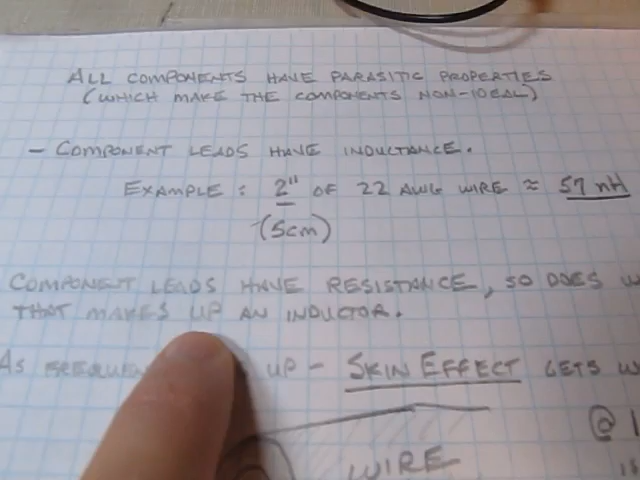 ALL COMPONENTS HAVE PARASITIC PROPERTIES
(WHICH MAKE THE COMPONENTS NON-IDEAL)
- COMPONENT LEADS HAVE INDUCTANCE.
EXAMPLE: 2" OF 22 AWG WIRE ≈ 57 nH
(5cm)
COMPONENT LEADS HAVE RESISTANCE, SO DOES
THAT MAKES UP AN INDUCTOR.
AS UP - SKIN EFFECT GETS
@ 1
WIRE